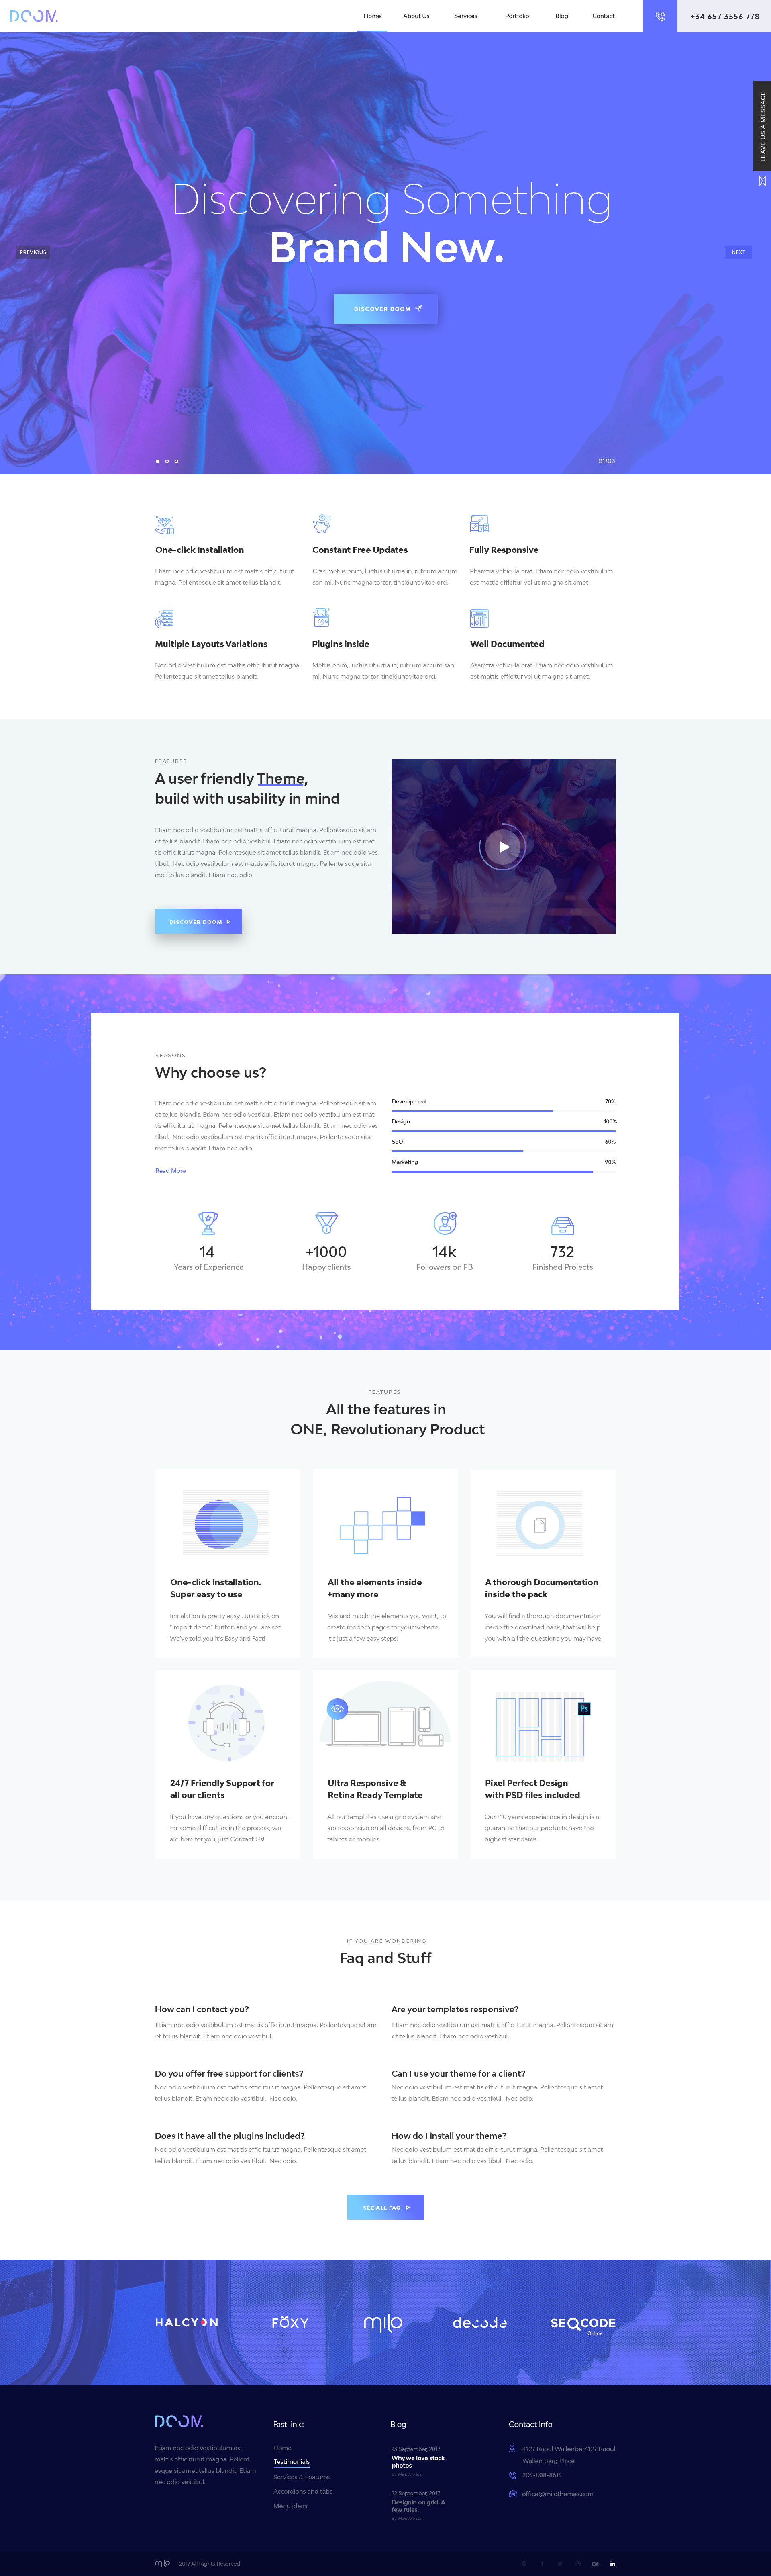 DOOM.
Home
About Us
Services
Portfolio
Blog
Contact
+34 657 3556 778
LEAVE US A MESSAGE
Discovering Something
Brand New.
PREVIOUS
NEXT
DISCOVER DOOM
01/03
One-click Installation
Etiam nec odio vestibulum est mattis effic iturut
magna. Pellentesque sit amet tellus blandit.
Constant Free Updates
Cras metus enim, luctus ut urna in, rutr um accum
san mi. Nunc magna tortor, tincidunt vitae orci.
Fully Responsive
Pharetra vehicula erat. Etiam nec odio vestibulum
est mattis efficitur vel ut ma gna sit amet.
Multiple Layouts Variations
Nec odio vestibulum est mattis effic iturut magna.
Pellentesque sit amet tellus blandit.
Plugins inside
Metus enim, luctus ut urna in, rutr um accum san
mi. Nunc magna tortor, tincidunt vitae orci.
Well Documented
Asaretra vehicula erat. Etiam nec odio vestibulum
est mattis efficitur vel ut ma gna sit amet.
FEATURES
A user friendly Theme,
build with usability in mind
Etiam nec odio vestibulum est mattis effic iturut magna. Pellentesque sit am
et tellus blandit. Etiam nec odio vestibul. Etiam nec odio vestibulum est mat
tis effic iturut magna. Pellentesque sit amet tellus blandit. Etiam nec odio ves
tibul. Nec odio vestibulum est mattis effic iturut magna. Pellente sque sita
met tellus blandit. Etiam nec odio.
DISCOVER DOOM
REASONS
Why choose us?
Etiam nec odio vestibulum est mattis effic iturut magna. Pellentesque sit am
et tellus blandit. Etiam nec odio vestibul. Etiam nec odio vestibulum est mat
tis effic iturut magna. Pellentesque sit amet tellus blandit. Etiam nec odio ves
tibul. Nec odio vestibulum est mattis effic iturut magna. Pellente sque sita
met tellus blandit. Etiam nec odio.
Read More
Development 70%
Design 100%
SEO 60%
Marketing 90%
14
Years of Experience
+1000
Happy clients
14k
Followers on FB
732
Finished Projects
FEATURES
All the features in
ONE, Revolutionary Product
One-click Installation.
Super easy to use
Instalation is pretty easy . Just click on
"import demo" button and you are set.
We've told you it's Easy and Fast!
All the elements inside
+many more
Mix and mach the elements you want, to
create modern pages for your website.
It's just a few easy steps!
A thorough Documentation
inside the pack
You will find a thorough documentation
inside the download pack, that will help
you with all the questions you may have.
Ps
24/7 Friendly Support for
all our clients
If you have any questions or you encoun-
ter some difficulties in the process, we
are here for you, just Contact Us!
Ultra Responsive &
Retina Ready Template
All our templates use a grid system and
are responsive on all devices, from PC to
tablets or mobiles.
Pixel Perfect Design
with PSD files included
Our +10 years experiecnce in design is a
guarantee that our products have the
highest standards.
IF YOU ARE WONDERING
Faq and Stuff
How can I contact you?
Etiam nec odio vestibulum est mattis effic iturut magna. Pellentesque sit am
et tellus blandit. Etiam nec odio vestibul.
Are your templates responsive?
Etiam nec odio vestibulum est mattis effic iturut magna. Pellentesque sit am
et tellus blandit. Etiam nec odio vestibul.
Do you offer free support for clients?
Nec odio vestibulum est mat tis effic iturut magna. Pellentesque sit amet
tellus blandit. Etiam nec odio ves tibul. Nec odio.
Can I use your theme for a client?
Nec odio vestibulum est mat tis effic iturut magna. Pellentesque sit amet
tellus blandit. Etiam nec odio ves tibul. Nec odio.
Does It have all the plugins included?
Nec odio vestibulum est mat tis effic iturut magna. Pellentesque sit amet
tellus blandit. Etiam nec odio ves tibul. Nec odio.
How do I install your theme?
Nec odio vestibulum est mat tis effic iturut magna. Pellentesque sit amet
tellus blandit. Etiam nec odio ves tibul. Nec odio.
SEE ALL FAQ
HALCYON
FOXY
milo
decode
SEOCODE
Online
DOOM.
Etiam nec odio vestibulum est
mattis effic iturut magna. Pellent
esque sit amet tellus blandit. Etiam
nec odio vestibul.
Fast links
Home
Testimonials
Services & Features
Accordions and tabs
Menu ideas
Blog
23 September, 2017
Why we love stock
photos
22 September, 2017
Designin on grid. A
few rules.
Contact Info
4127 Raoul Wallenber4127 Raoul
Wallen berg Place
203-808-8613
office@milothemes.com
milo
2017 All Rights Reserved